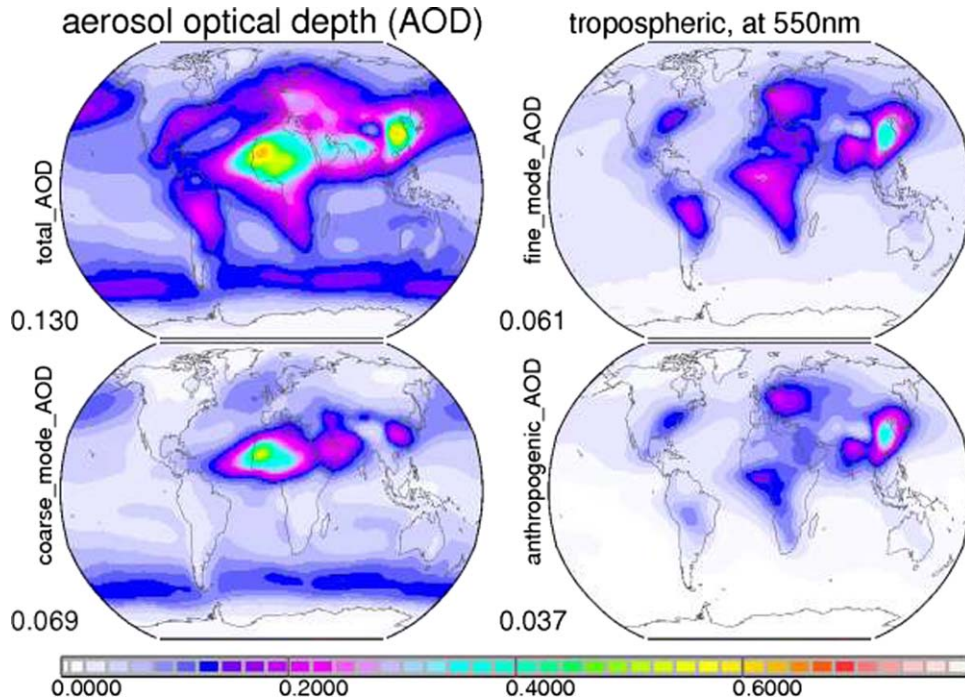 aerosol optical depth (AOD)
tropospheric, at 550nm
total_AOD
0.130
fine_mode_AOD
0.061
coarse_mode_AOD
0.069
anthropogenic_AOD
0.037
0.0000 0.2000 0.4000 0.6000